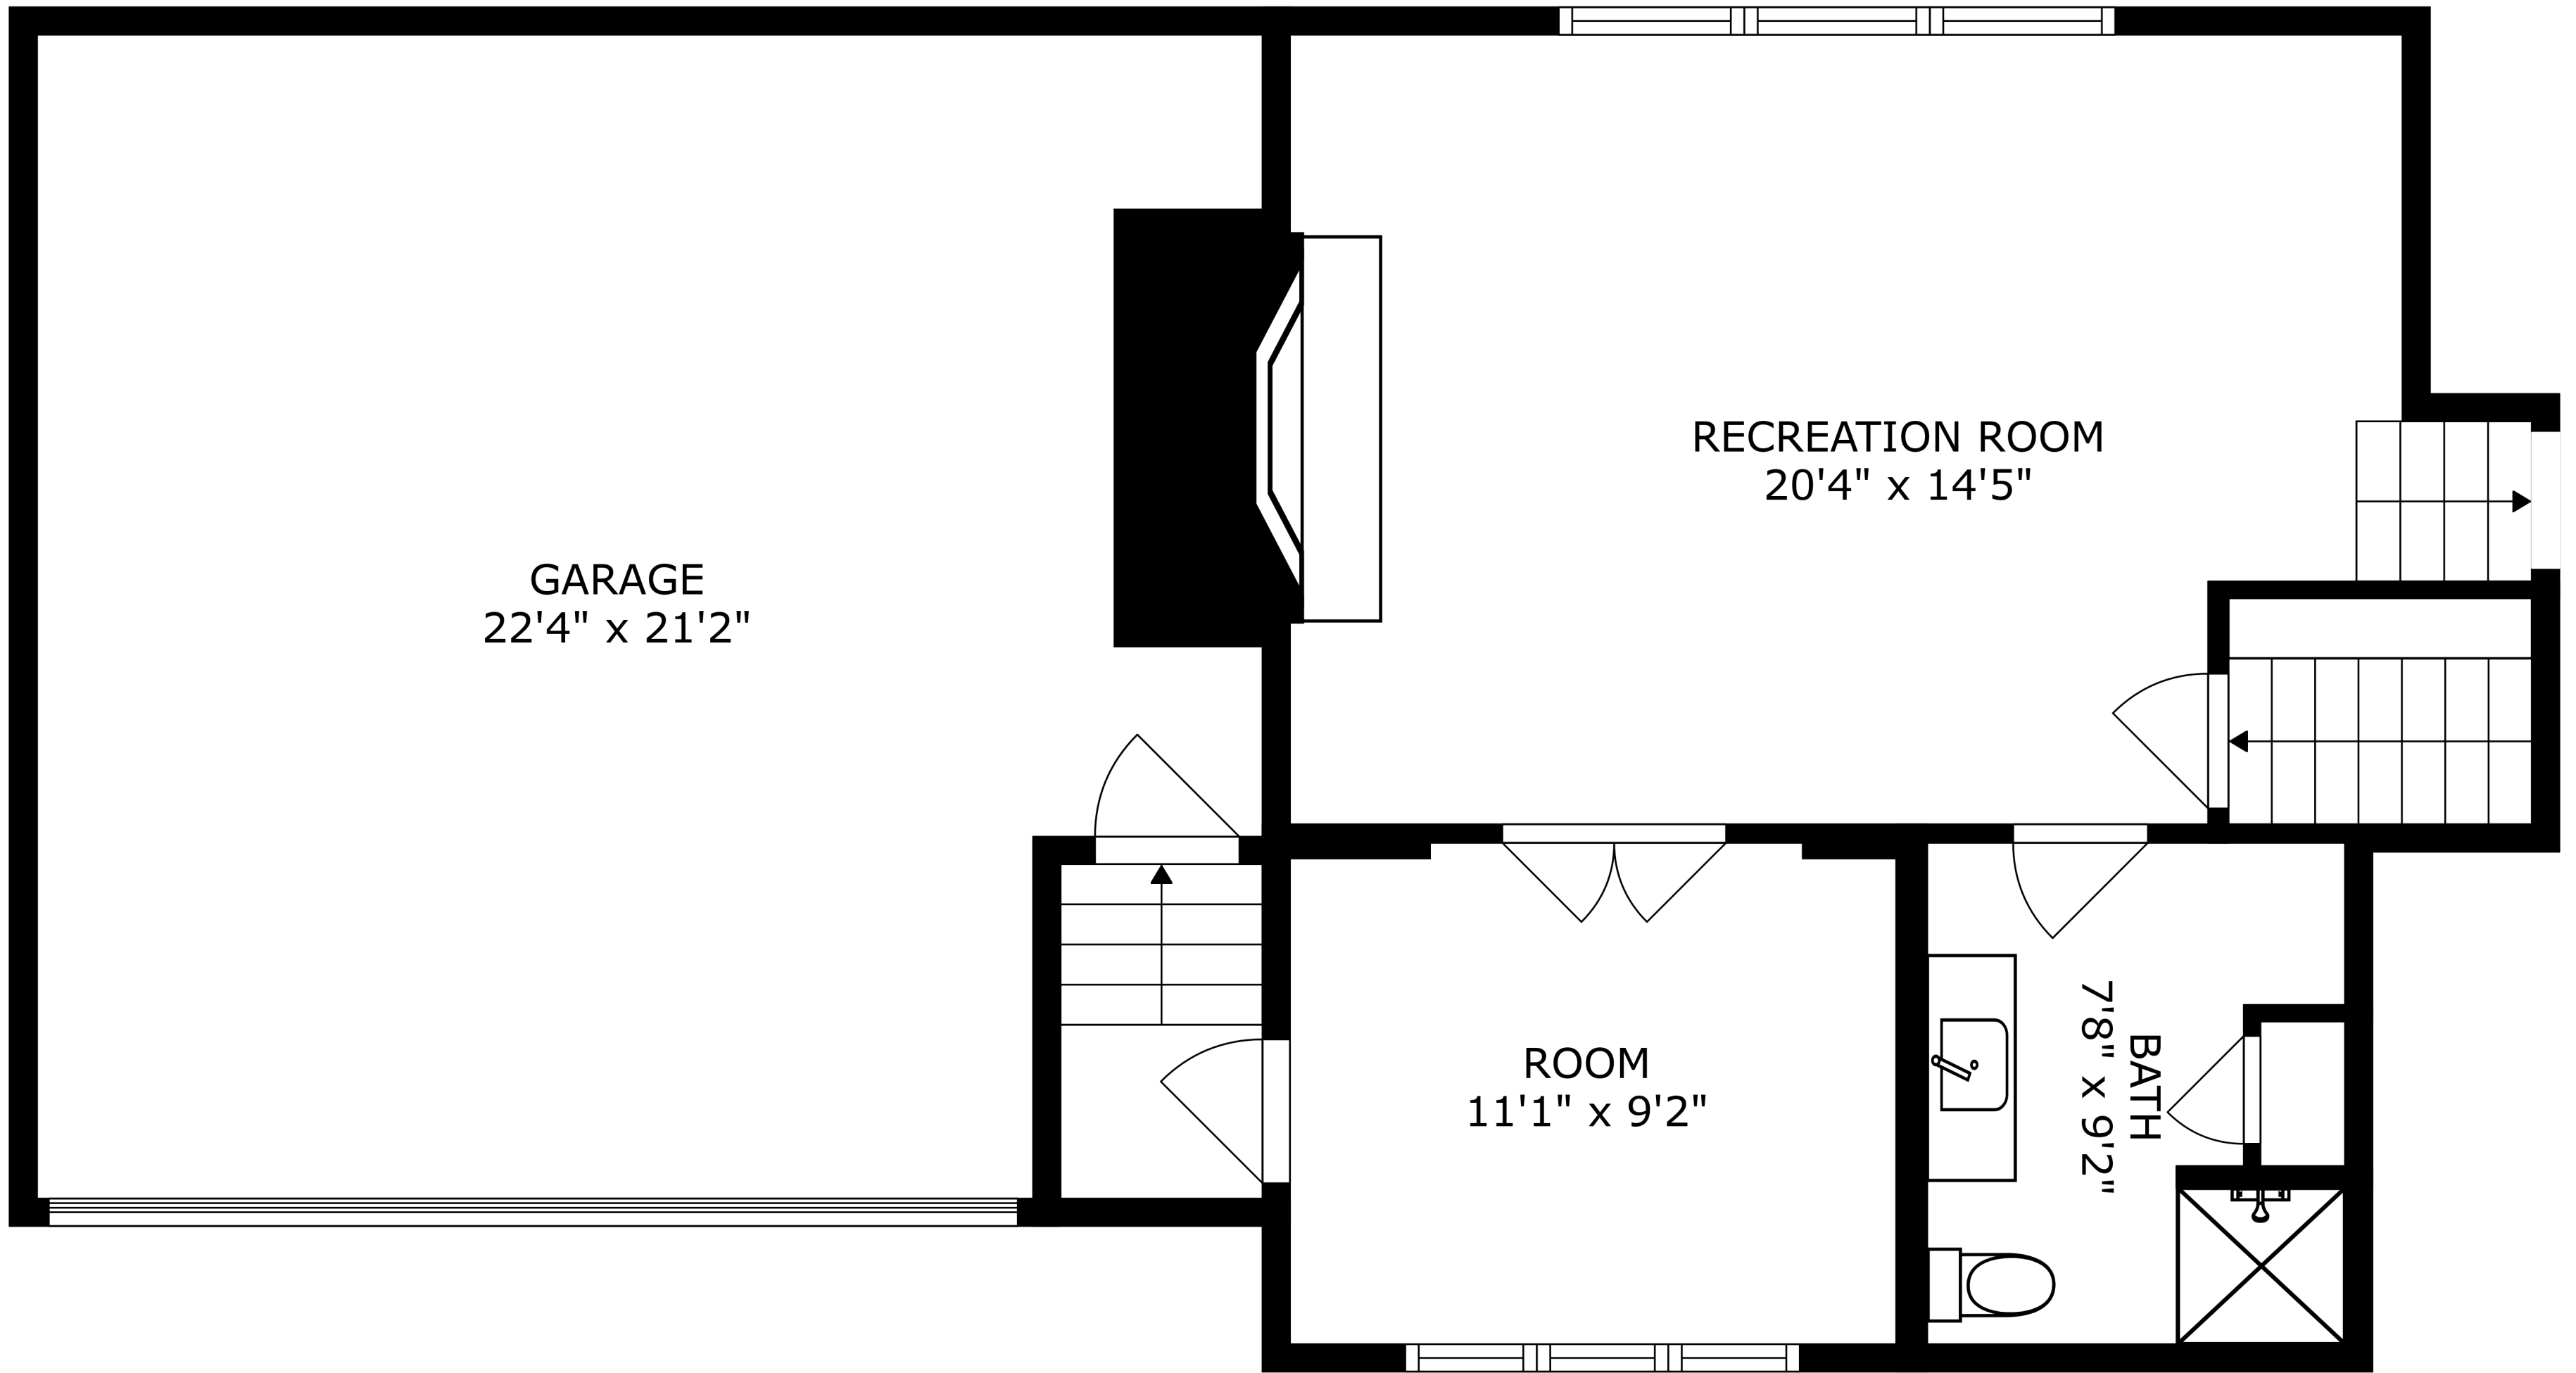 RECREATION ROOM
20'4" x 14'5"
GARAGE
22'4" x 21'2"
ROOM
11'1" x 9'2"
BATH
7'8" x 9'2"